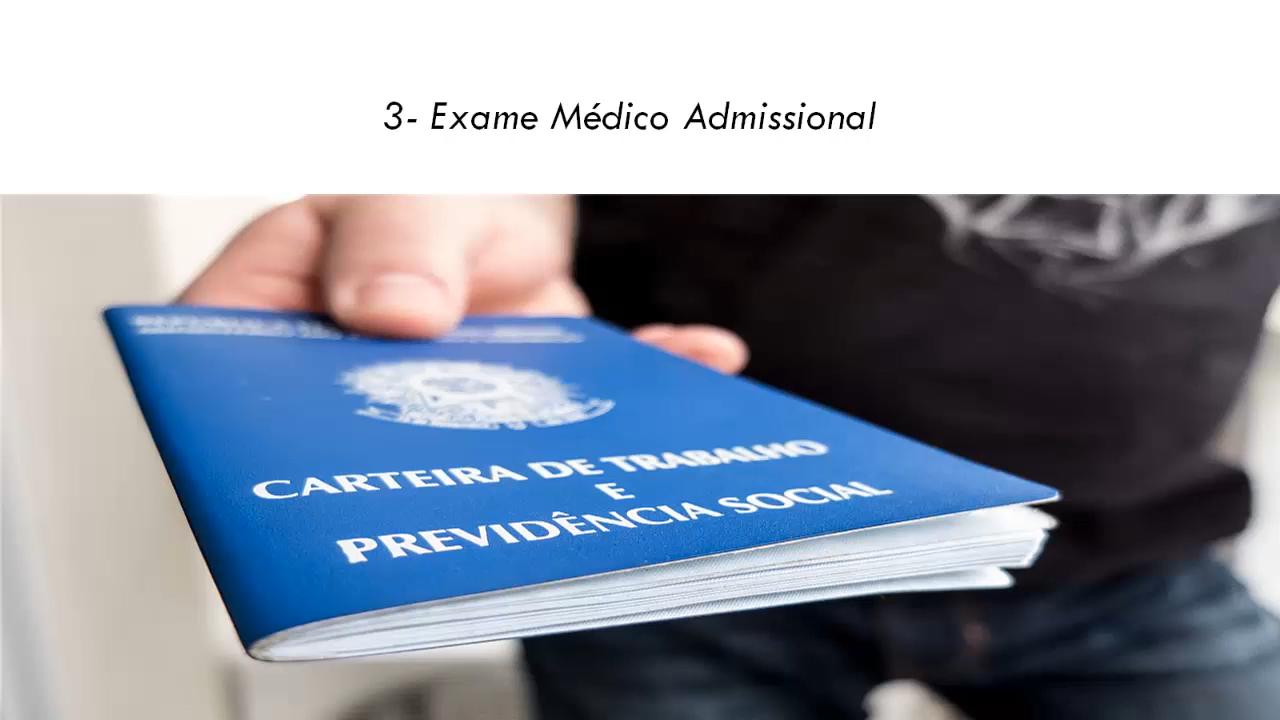 3- Exame Médico Admissional
CARTEIRA DE TRABALHO
E
PREVIDÊNCIA SOCIAL